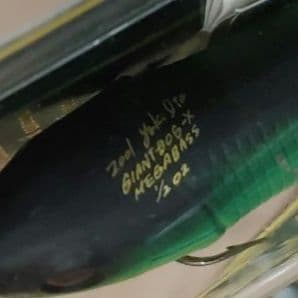 2001 Yuki Ito
GIANT DOG-X
MEGABASS
1/2 OZ